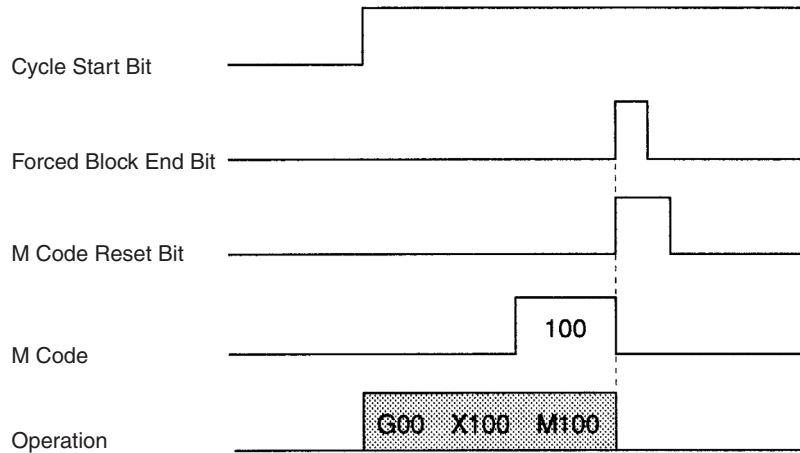 Cycle Start Bit
Forced Block End Bit
M Code Reset Bit
100
M Code
G00 X100 M100
Operation